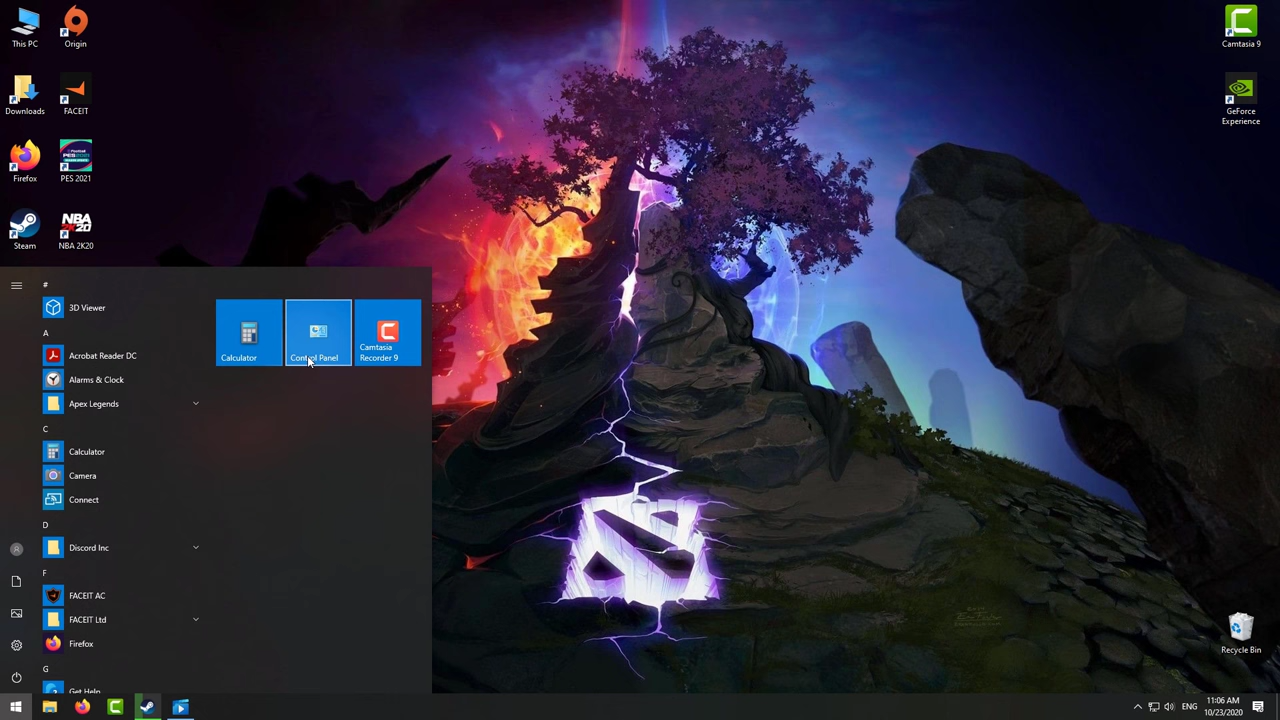 This PC
Origin
Downloads
FACEIT
Firefox
PES 2021
Steam
NBA 2K20
NBA
2K20
Camtasia 9
GeForce
Experience
#
3D Viewer
A
Acrobat Reader DC
Alarms & Clock
Apex Legends
C
Calculator
Camera
Connect
D
Discord Inc
F
FACEIT AC
FACEIT Ltd
Firefox
G
Get Help
Calculator
Control Panel
Camtasia
Recorder 9
Recycle Bin
ENG
11:06 AM
10/23/2020